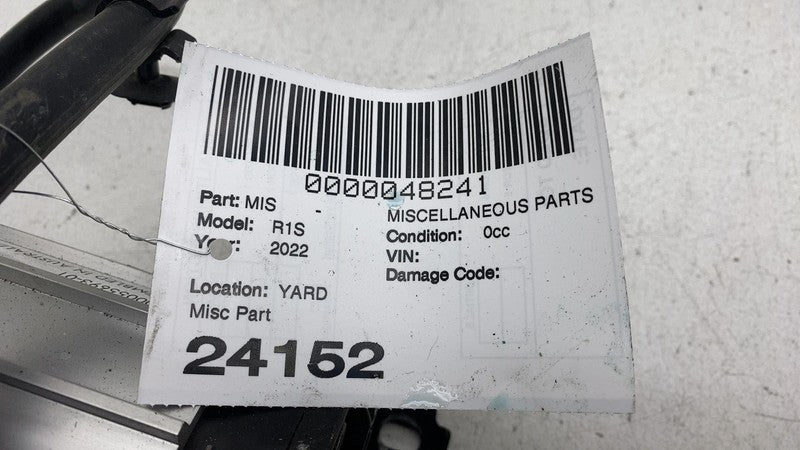 0000048241
Part: MIS - MISCELLANEOUS PARTS
Model: R1S Condition: 0cc
Year: 2022 VIN:
Damage Code:
Location: YARD
Misc Part
24152